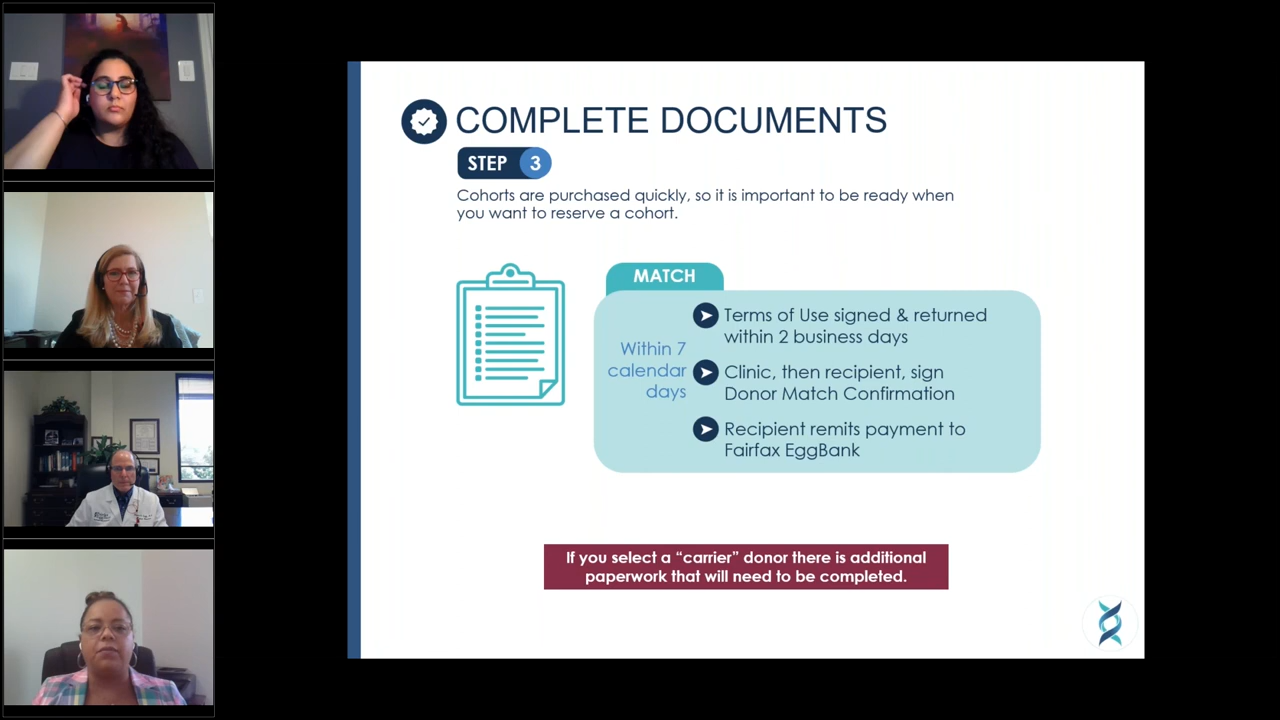 COMPLETE DOCUMENTS
STEP 3
Cohorts are purchased quickly, so it is important to be ready when
you want to reserve a cohort.
MATCH
Within 7
calendar
days
Terms of Use signed & returned
within 2 business days
Clinic, then recipient, sign
Donor Match Confirmation
Recipient remits payment to
Fairfax EggBank
If you select a “carrier” donor there is additional
paperwork that will need to be completed.